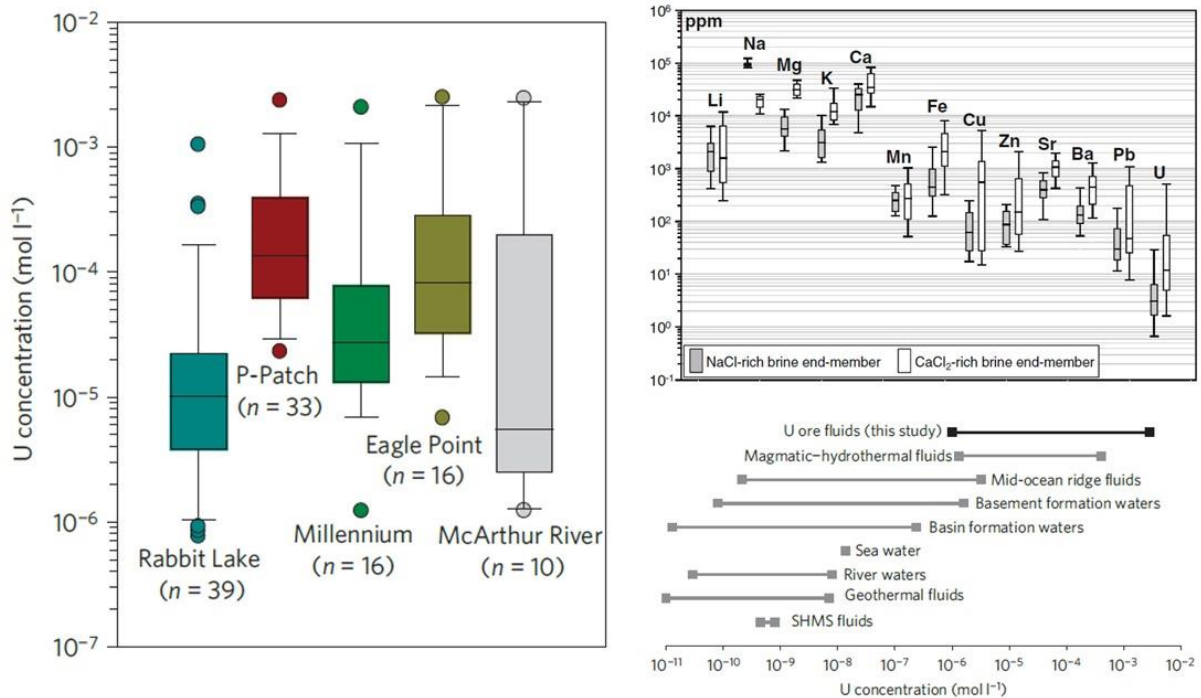 10⁻²
10⁻³
10⁻⁴
10⁻⁵
10⁻⁶
10⁻⁷
U concentration (mol l⁻¹)
Rabbit Lake
(n = 39)
P-Patch
(n = 33)
Millennium
(n = 16)
Eagle Point
(n = 16)
McArthur River
(n = 10)
10⁶
10⁵
10⁴
10³
10²
10¹
10⁰
10⁻¹
ppm
Li
Na
Mg
K
Ca
Mn
Fe
Cu
Zn
Sr
Ba
Pb
U
NaCl-rich brine end-member
CaCl₂-rich brine end-member
U ore fluids (this study)
Magmatic–hydrothermal fluids
Mid-ocean ridge fluids
Basement formation waters
Basin formation waters
Sea water
River waters
Geothermal fluids
SHMS fluids
10⁻¹¹ 10⁻¹⁰ 10⁻⁹ 10⁻⁸ 10⁻⁷ 10⁻⁶ 10⁻⁵ 10⁻⁴ 10⁻³ 10⁻²
U concentration (mol l⁻¹)